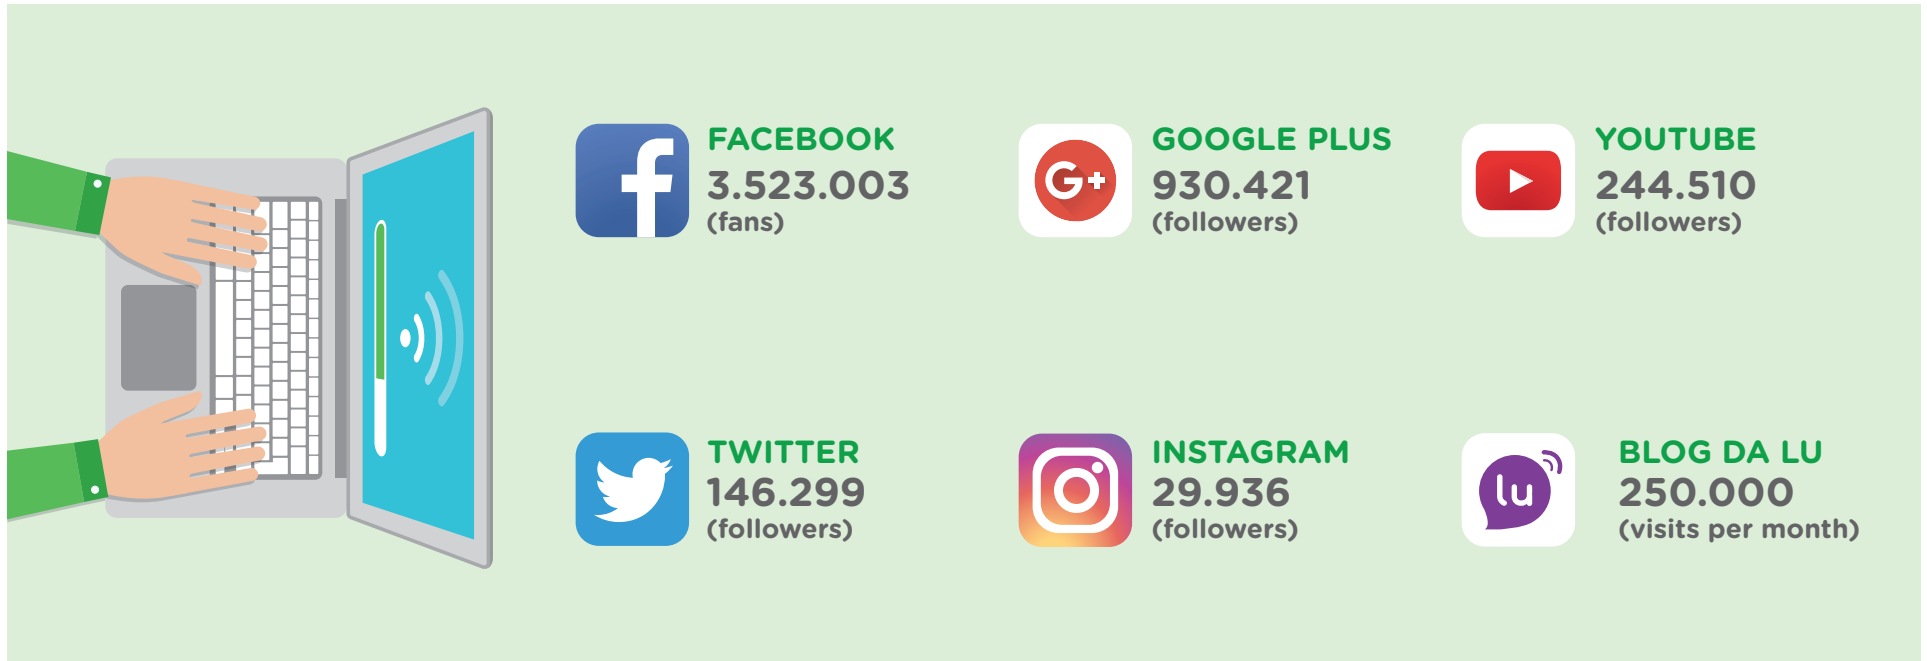 FACEBOOK
3.523.003
(fans)
GOOGLE PLUS
930.421
(followers)
YOUTUBE
244.510
(followers)
TWITTER
146.299
(followers)
INSTAGRAM
29.936
(followers)
lu
BLOG DA LU
250.000
(visits per month)